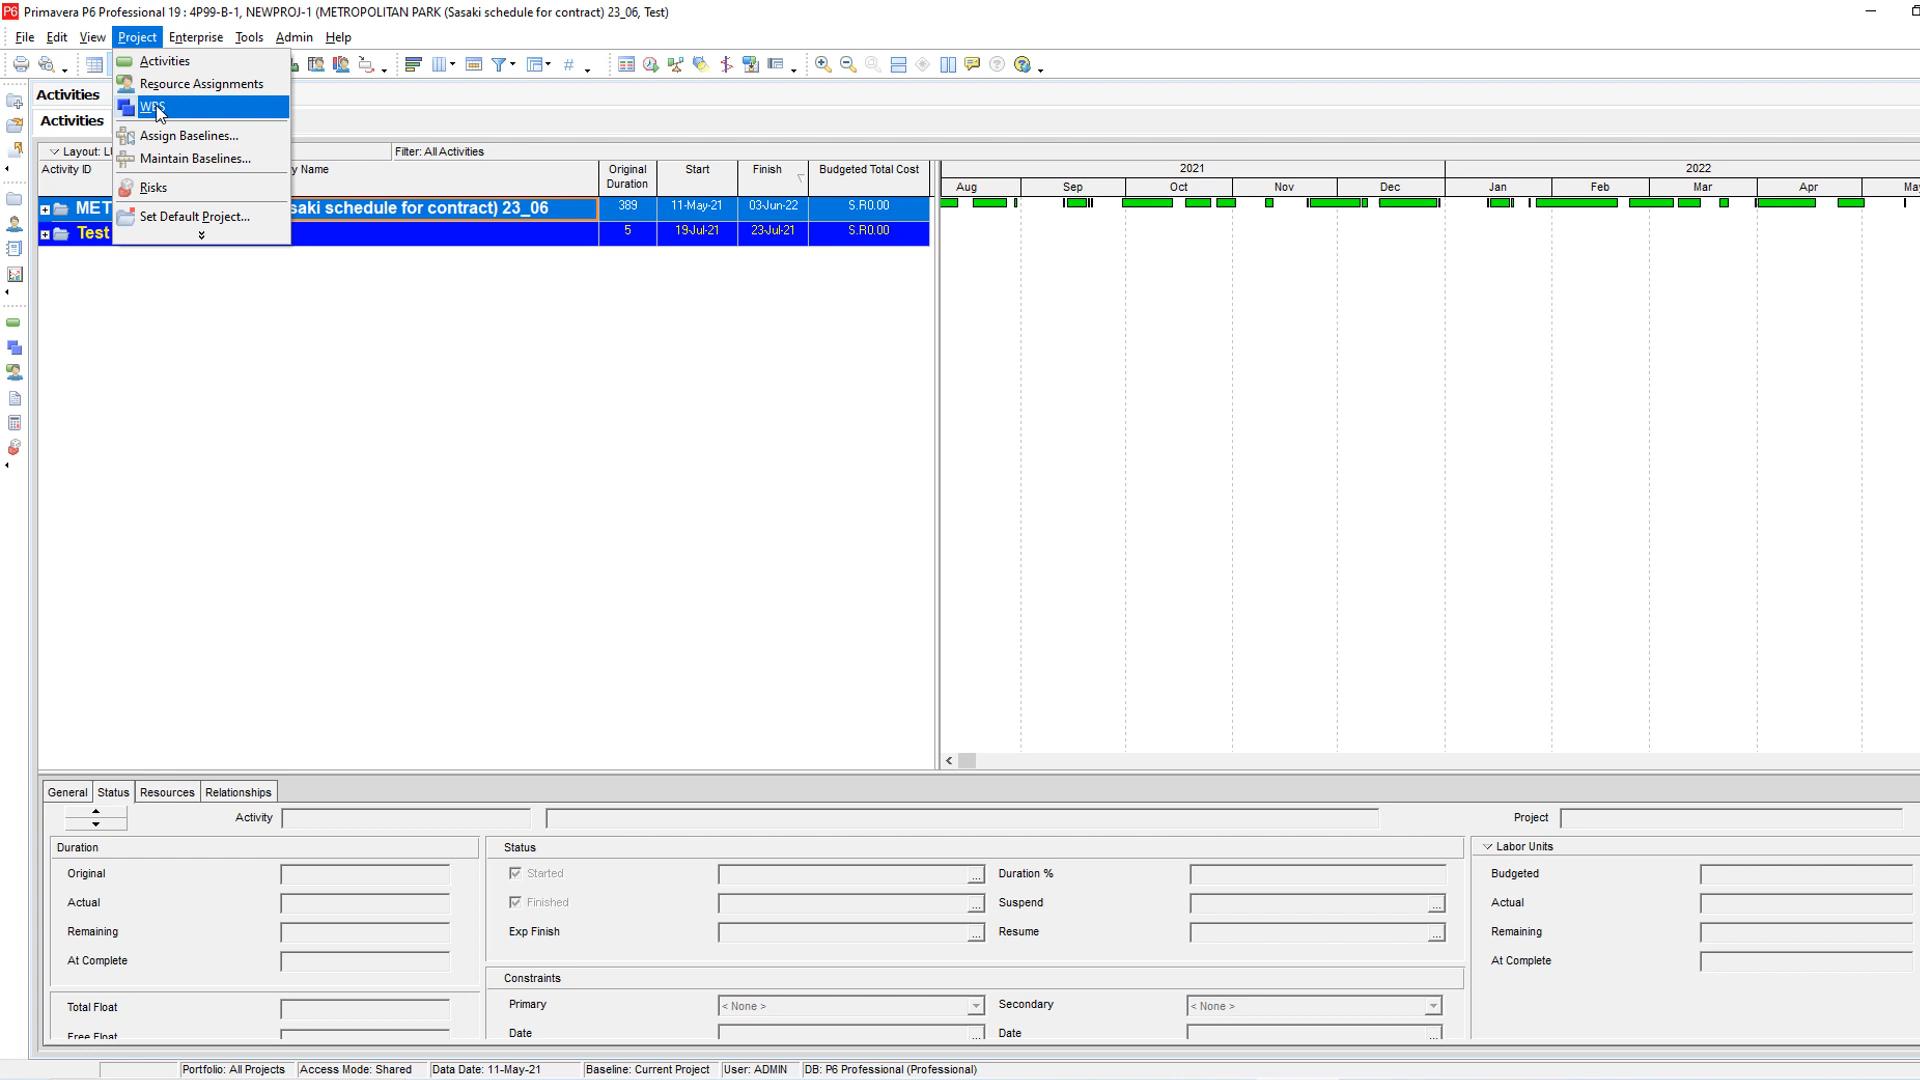 P6 Primavera P6 Professional 19 : 4P99-B-1, NEWPROJ-1 (METROPOLITAN PARK (Sasaki schedule for contract) 23_06, Test)
File Edit View Project Enterprise Tools Admin Help
Activities
Resource Assignments
WBS
Assign Baselines...
Maintain Baselines...
Risks
Set Default Project...
Activities
Activities
Layout: Filter: All Activities
Activity ID y Name Original Duration Start Finish Budgeted Total Cost
2021 2022
Aug Sep Oct Nov Dec Jan Feb Mar Apr
MET saki schedule for contract) 23_06 389 11-May-21 03-Jun-22 S.R0.00
Test 5 19-Jul-21 23-Jul-21 S.R0.00
General Status Resources Relationships
Activity Project
Duration Status Labor Units
Original Started Duration % Budgeted
Actual Finished Suspend Actual
Remaining Exp Finish Resume Remaining
At Complete At Complete
Constraints
Total Float Primary < None > Secondary < None >
Free Float Date Date
Portfolio: All Projects Access Mode: Shared Data Date: 11-May-21 Baseline: Current Project User: ADMIN DB: P6 Professional (Professional)